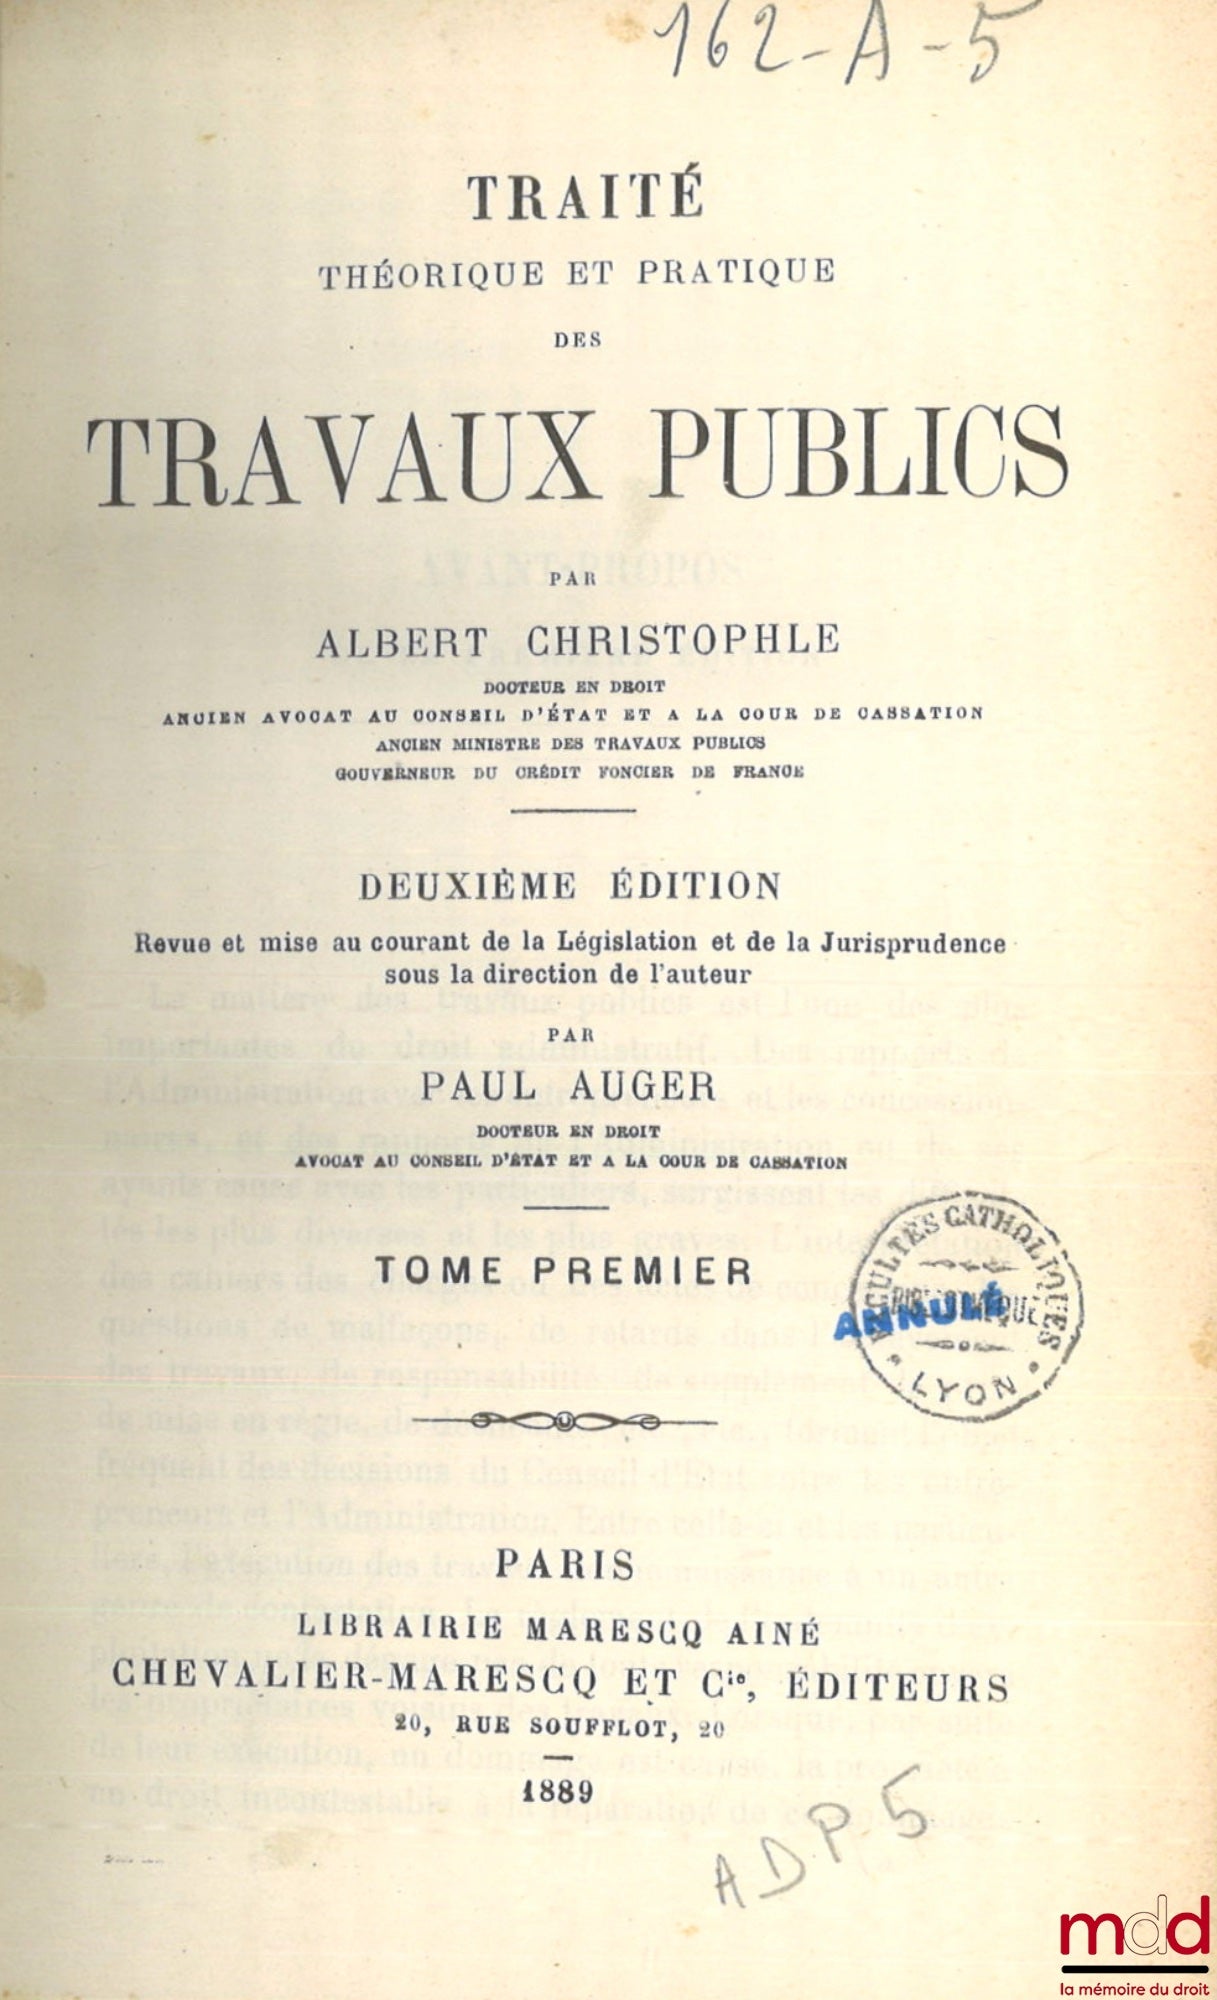 162-A-5
TRAITÉ
THÉORIQUE ET PRATIQUE
DES
TRAVAUX PUBLICS
PAR
ALBERT CHRISTOPHLE
DOCTEUR EN DROIT
ANCIEN AVOCAT AU CONSEIL D'ÉTAT ET A LA COUR DE CASSATION
ANCIEN MINISTRE DES TRAVAUX PUBLICS
GOUVERNEUR DU CRÉDIT FONCIER DE FRANCE
DEUXIÈME ÉDITION
Revue et mise au courant de la Législation et de la Jurisprudence
sous la direction de l'auteur
PAR
PAUL AUGER
DOCTEUR EN DROIT
AVOCAT AU CONSEIL D'ÉTAT ET A LA COUR DE CASSATION
TOME PREMIER
FACULTÉS CATHOLIQUES
BIBLIOTHÈQUE
ANNULÉ
LYON
PARIS
LIBRAIRIE MARESCQ AINÉ
CHEVALIER-MARESCQ ET Cie, ÉDITEURS
20, RUE SOUFFLOT, 20
1889
ADP5
mdd
la mémoire du droit